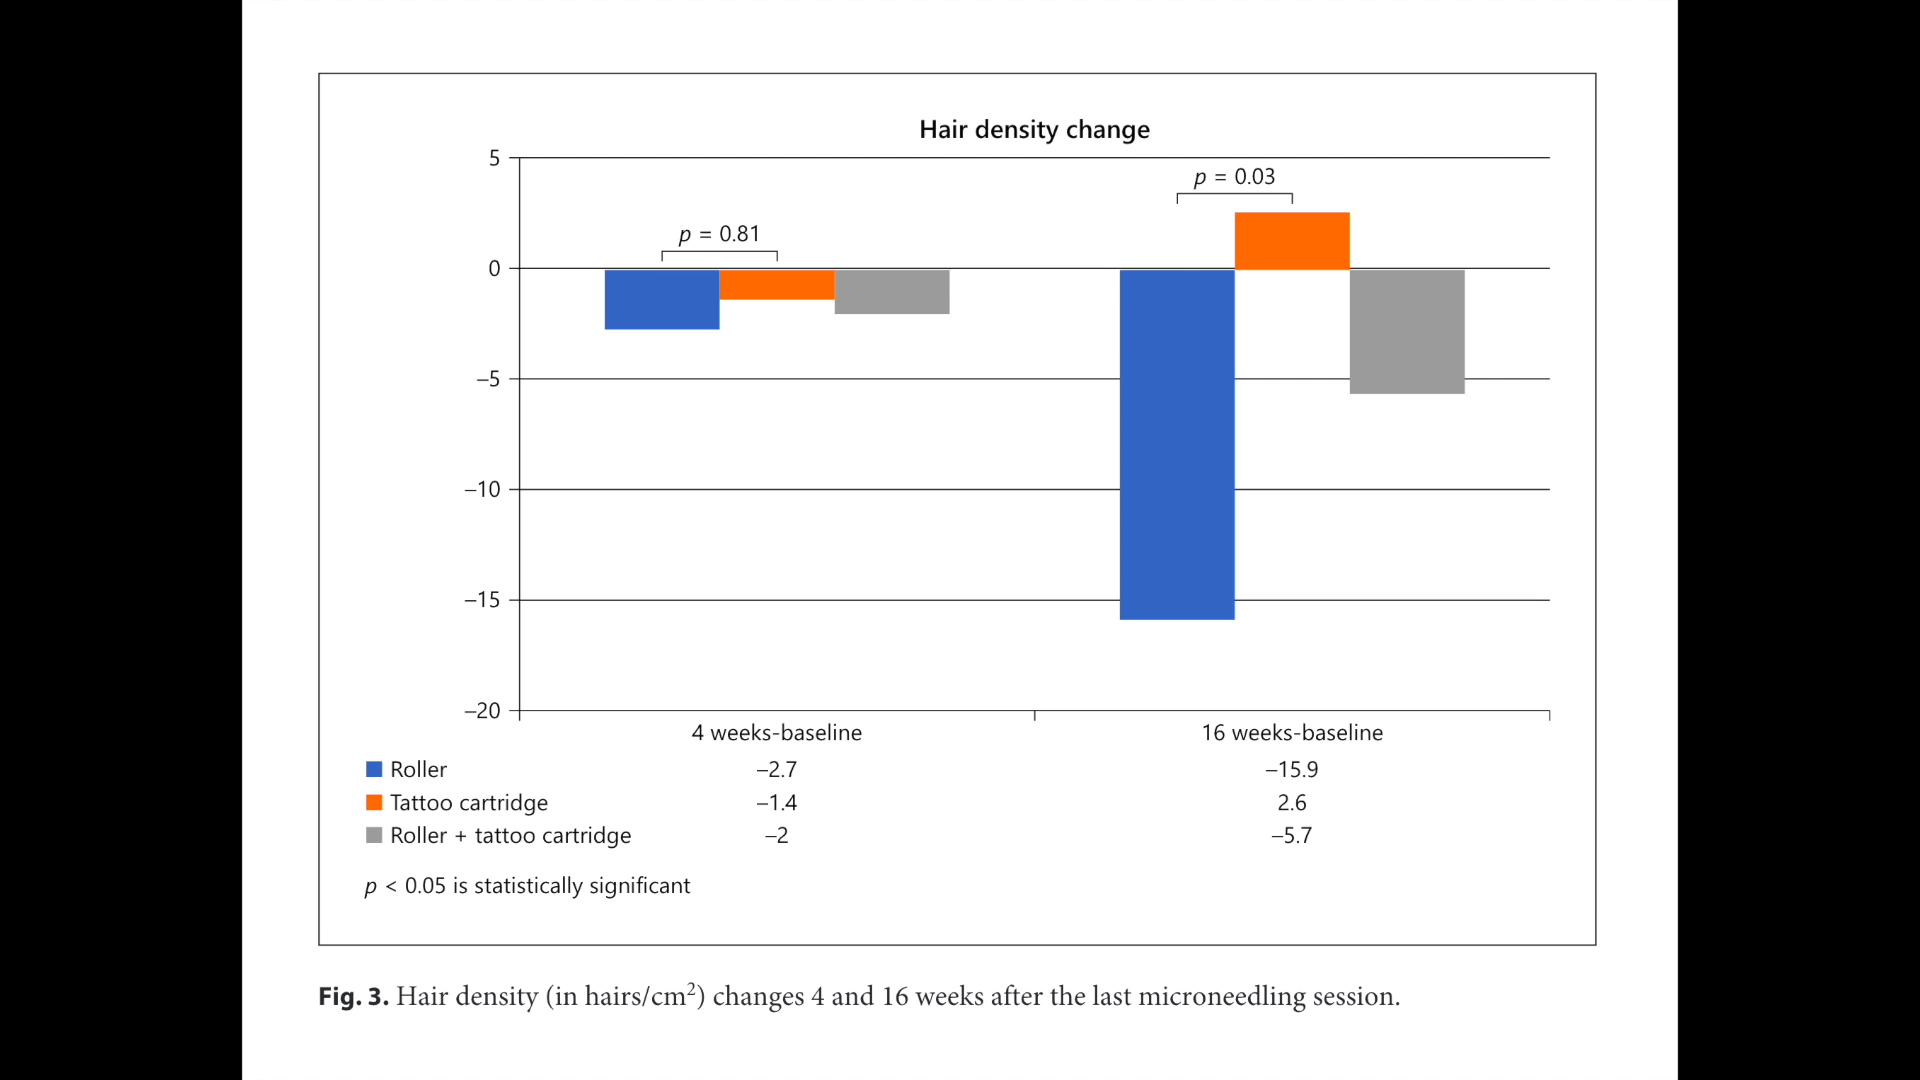 Hair density change
5
p = 0.03
p = 0.81
0
–5
–10
–15
–20
4 weeks-baseline 16 weeks-baseline
Roller –2.7 –15.9
Tattoo cartridge –1.4 2.6
Roller + tattoo cartridge –2 –5.7
p < 0.05 is statistically significant
Fig. 3. Hair density (in hairs/cm²) changes 4 and 16 weeks after the last microneedling session.